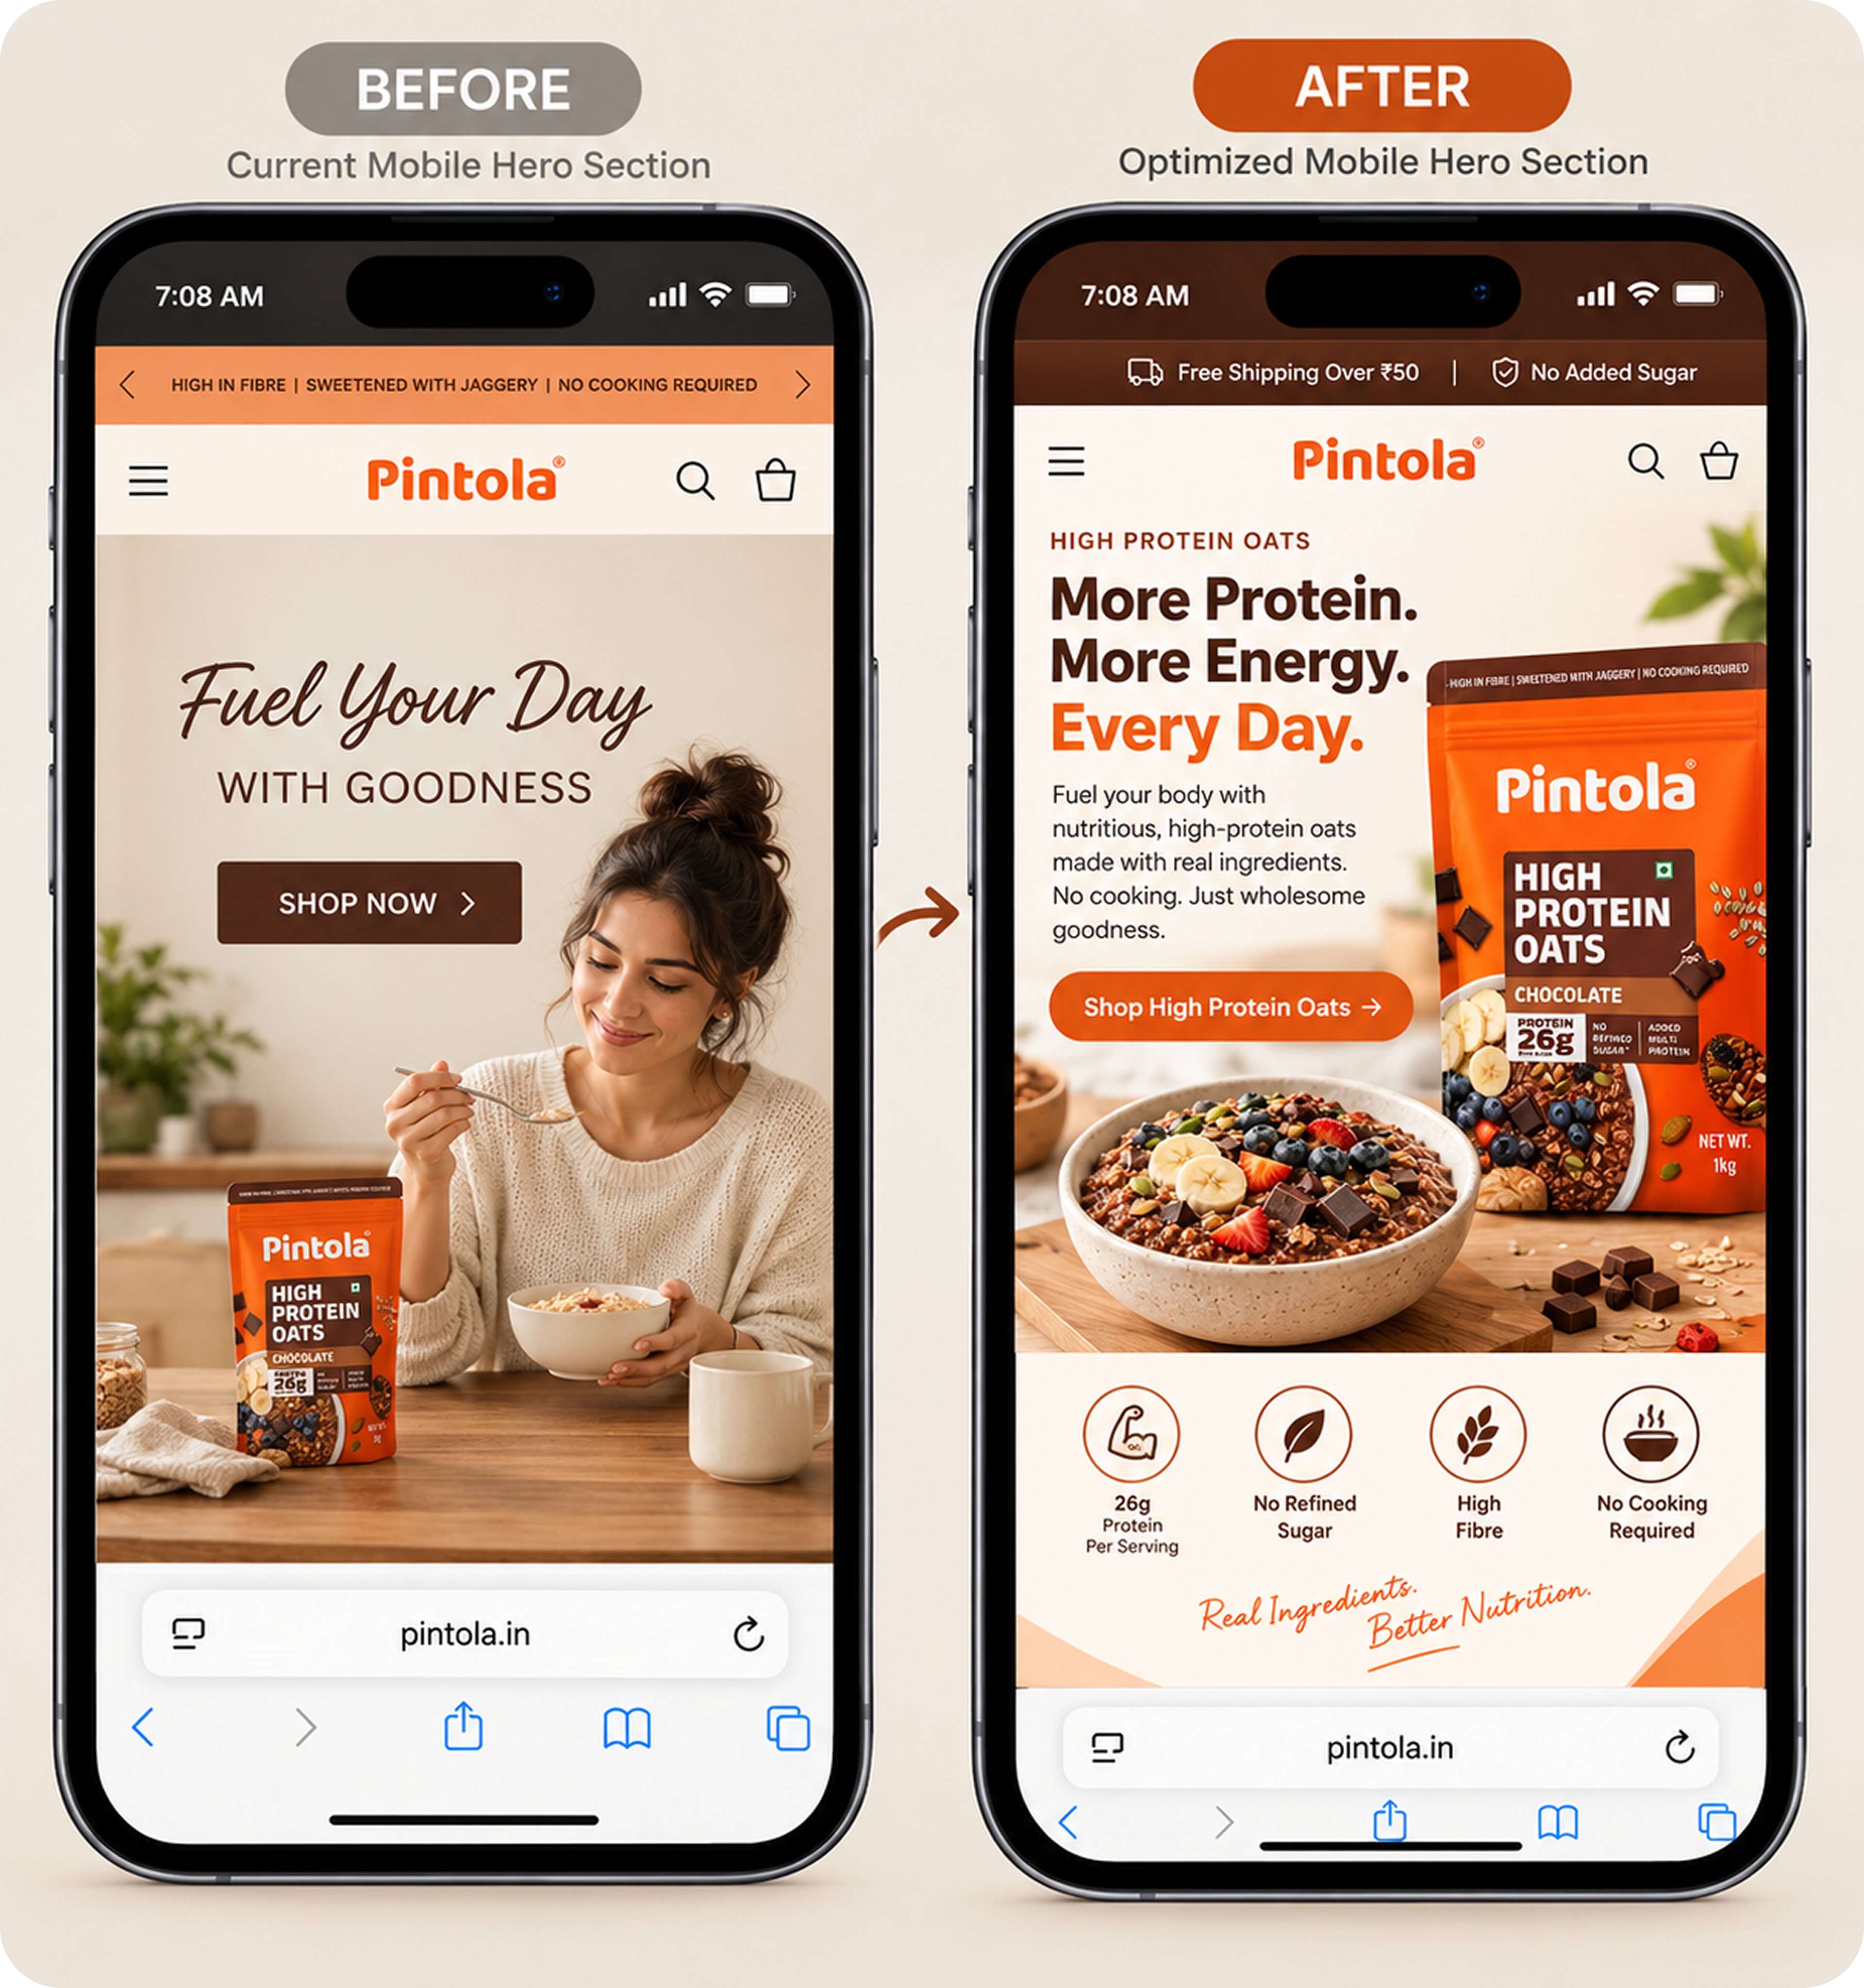 BEFORE
Current Mobile Hero Section
7:08 AM
HIGH IN FIBRE | SWEETENED WITH JAGGERY | NO COOKING REQUIRED
Pintola®
Fuel Your Day
WITH GOODNESS
SHOP NOW
Pintola
HIGH
PROTEIN
OATS
CHOCOLATE
26g
pintola.in
AFTER
Optimized Mobile Hero Section
7:08 AM
Free Shipping Over ₹50 | No Added Sugar
Pintola®
HIGH PROTEIN OATS
More Protein.
More Energy.
Every Day.
Fuel your body with
nutritious, high-protein oats
made with real ingredients.
No cooking. Just wholesome
goodness.
Shop High Protein Oats →
HIGH IN FIBRE | SWEETENED WITH JAGGERY | NO COOKING REQUIRED
Pintola®
HIGH
PROTEIN
OATS
CHOCOLATE
PROTEIN
26g
NO
REFINED
SUGAR*
ADDED
MULTI
PROTEIN
NET WT.
1kg
26g
Protein
Per Serving
No Refined
Sugar
High
Fibre
No Cooking
Required
Real Ingredients.
Better Nutrition.
pintola.in